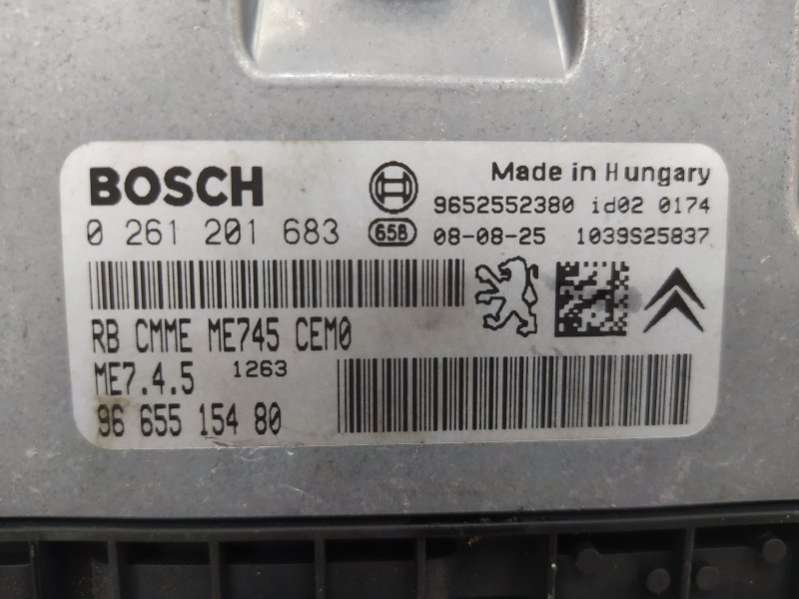 BOSCH
Made in Hungary
9652552380 id02 0174
0 261 201 683
658
08-08-25 1039S25837
RB CMME ME745 CEM0
ME7.4.5 1263
96 655 154 80